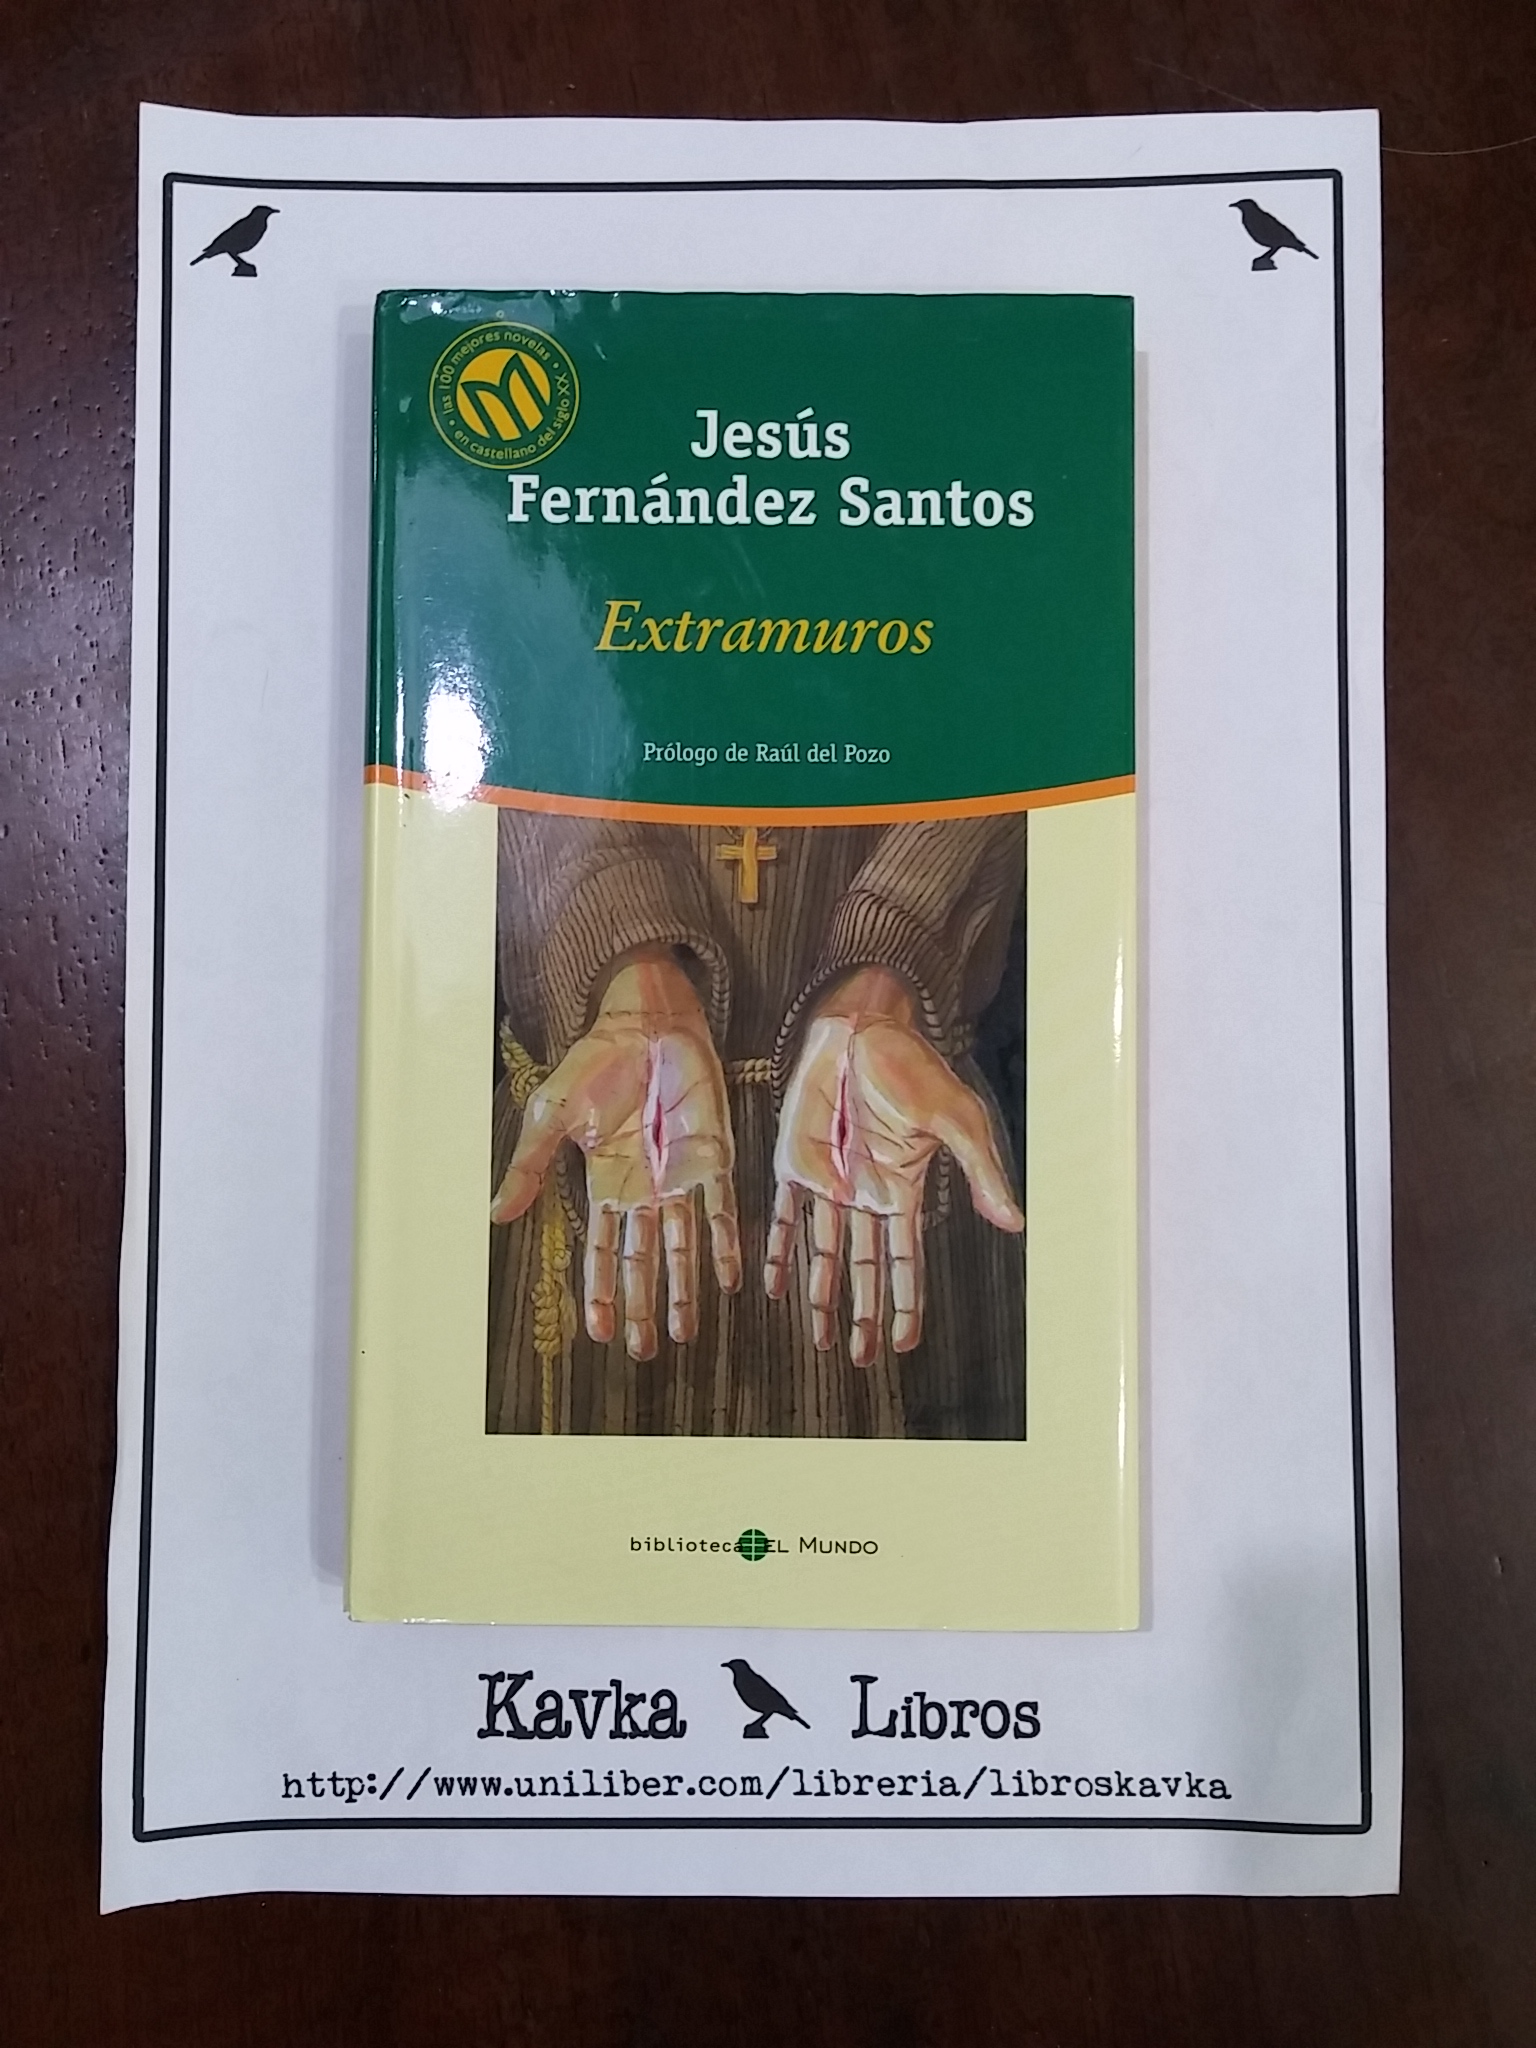 las 100 mejores novelas
en castellano del siglo XX
Jesús
Fernández Santos
Extramuros
Prólogo de Raúl del Pozo
biblioteca EL MUNDO
Kavka Libros
http://www.uniliber.com/libreria/libroskavka